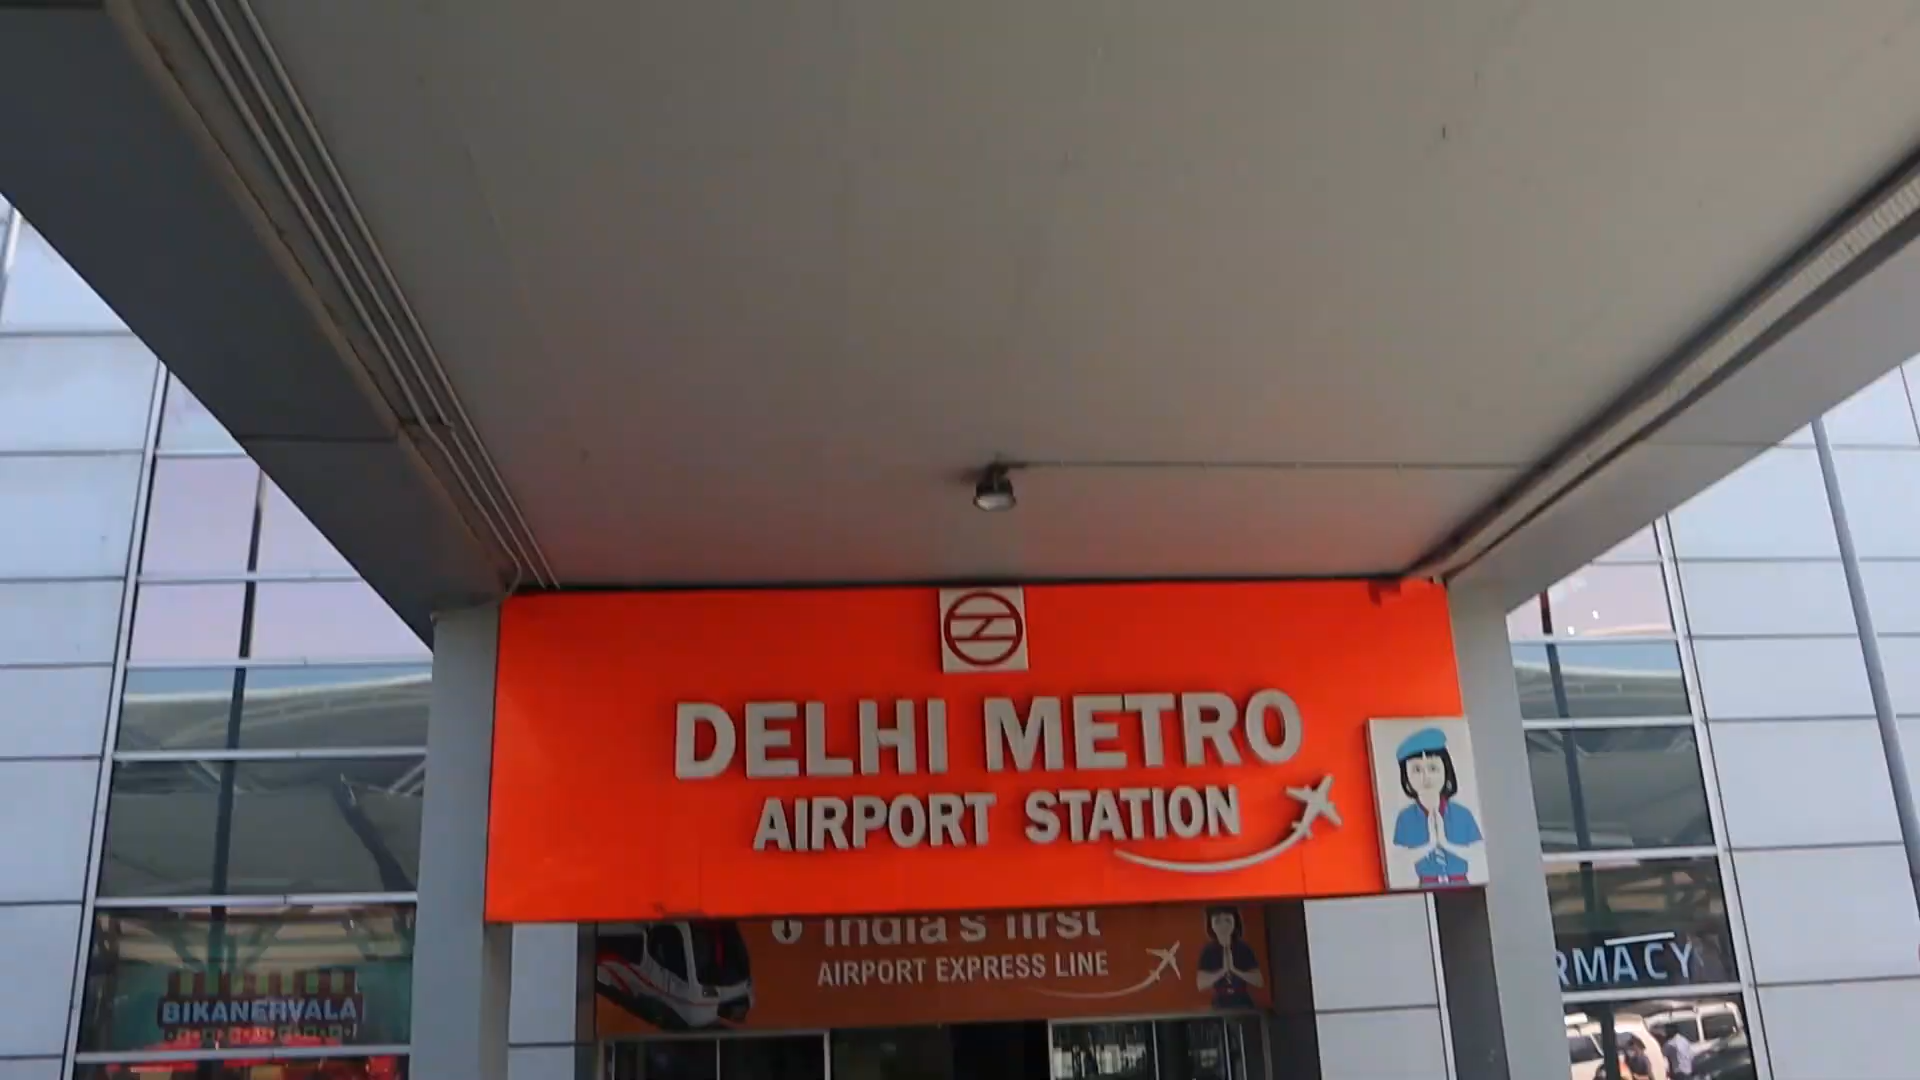 DELHI METRO
AIRPORT STATION
India's first
AIRPORT EXPRESS LINE
BIKANERVALA
RMACY